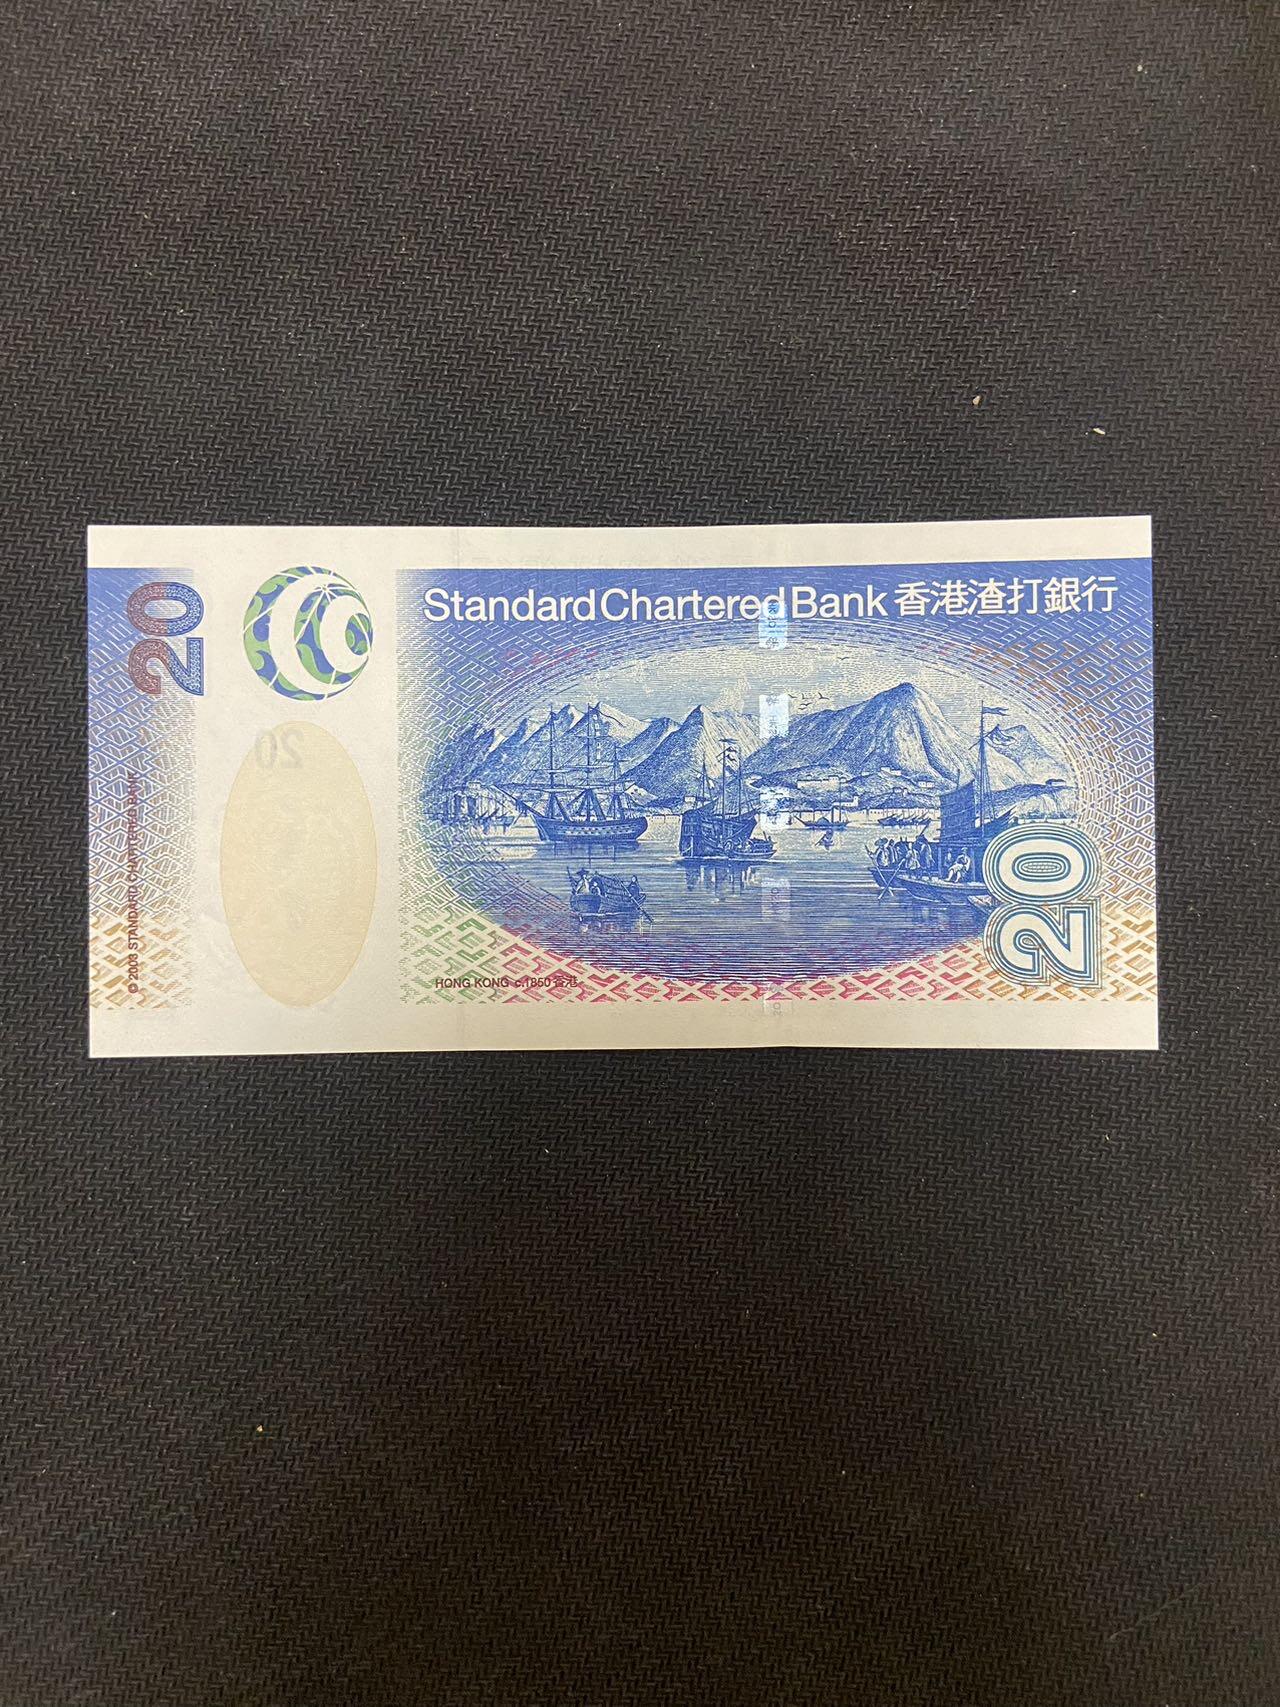 20
© 2003 STANDARD CHARTERED BANK
20
Standard Chartered Bank 香港渣打銀行
HONG KONG c.1850 香港
20